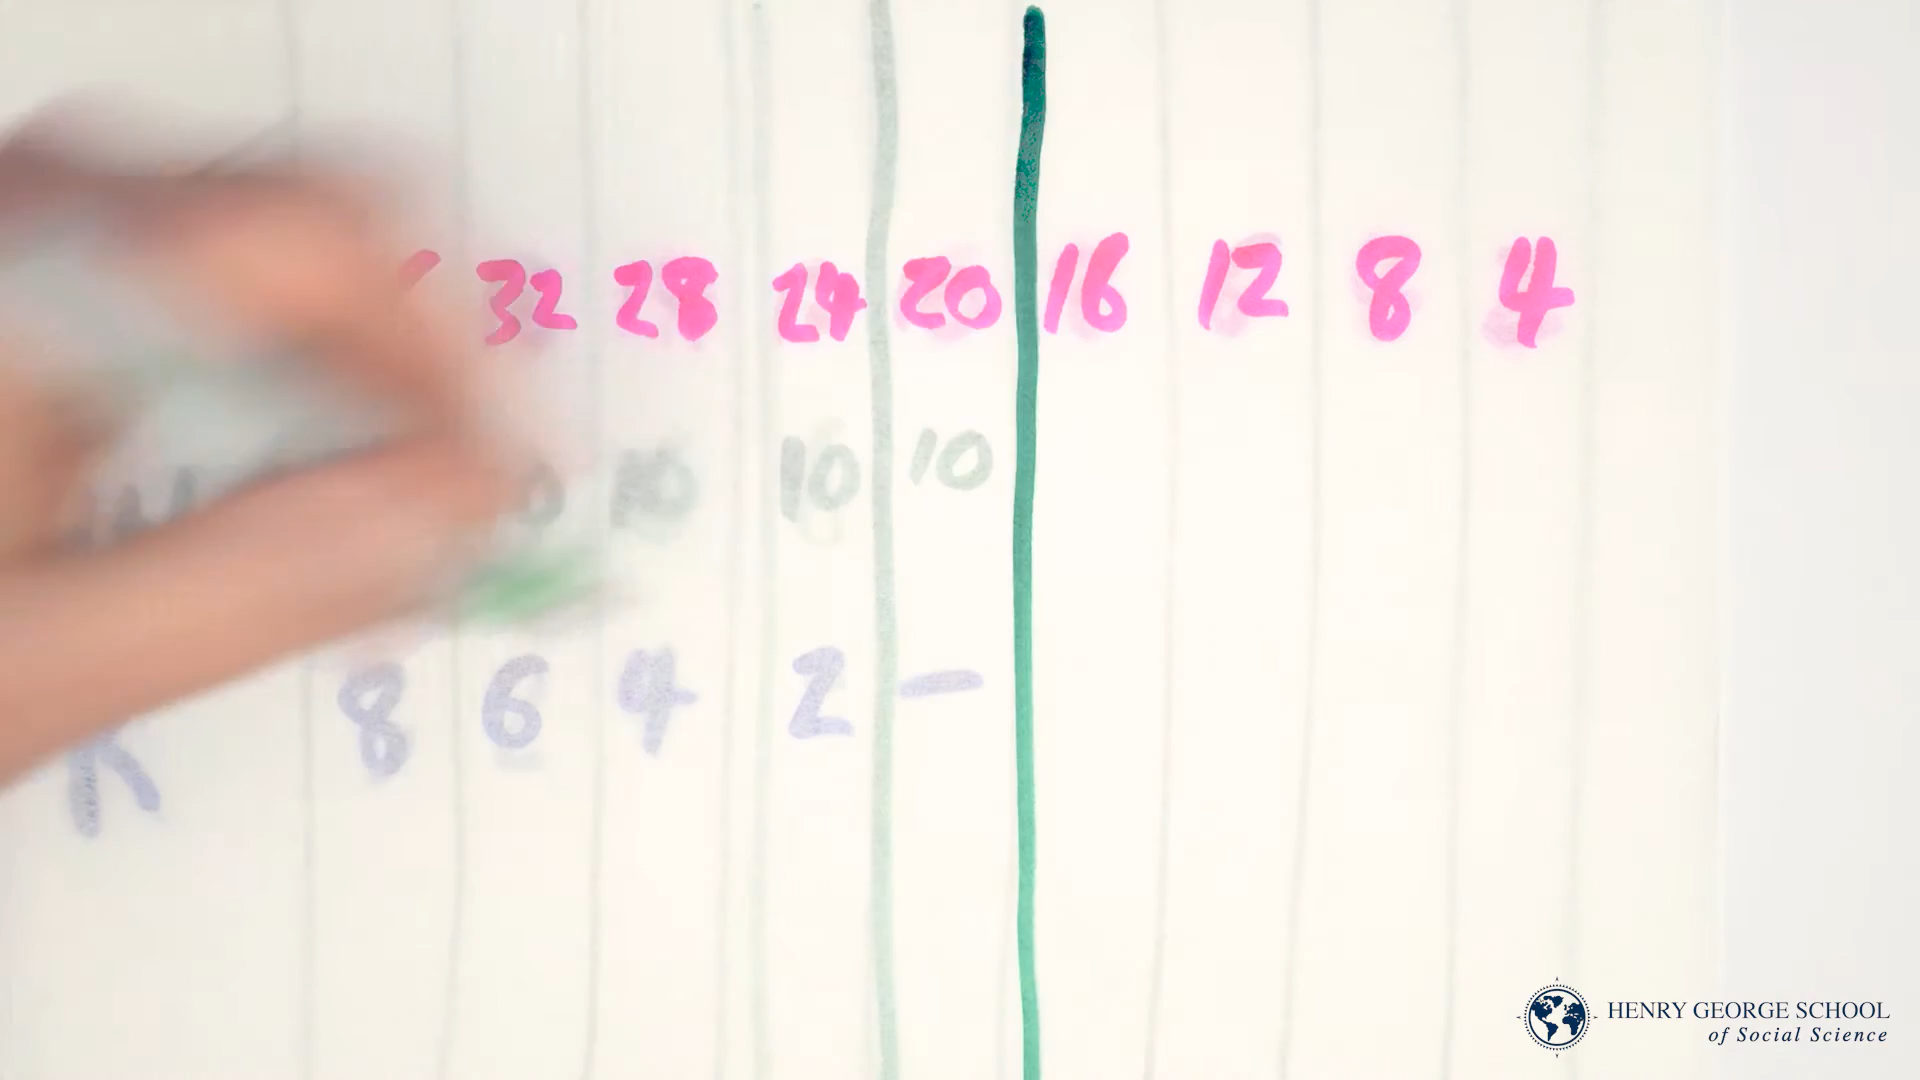 32 28 24 20 16 12 8 4
10 10 10
R 8 6 4 2 —
HENRY GEORGE SCHOOL
of Social Science